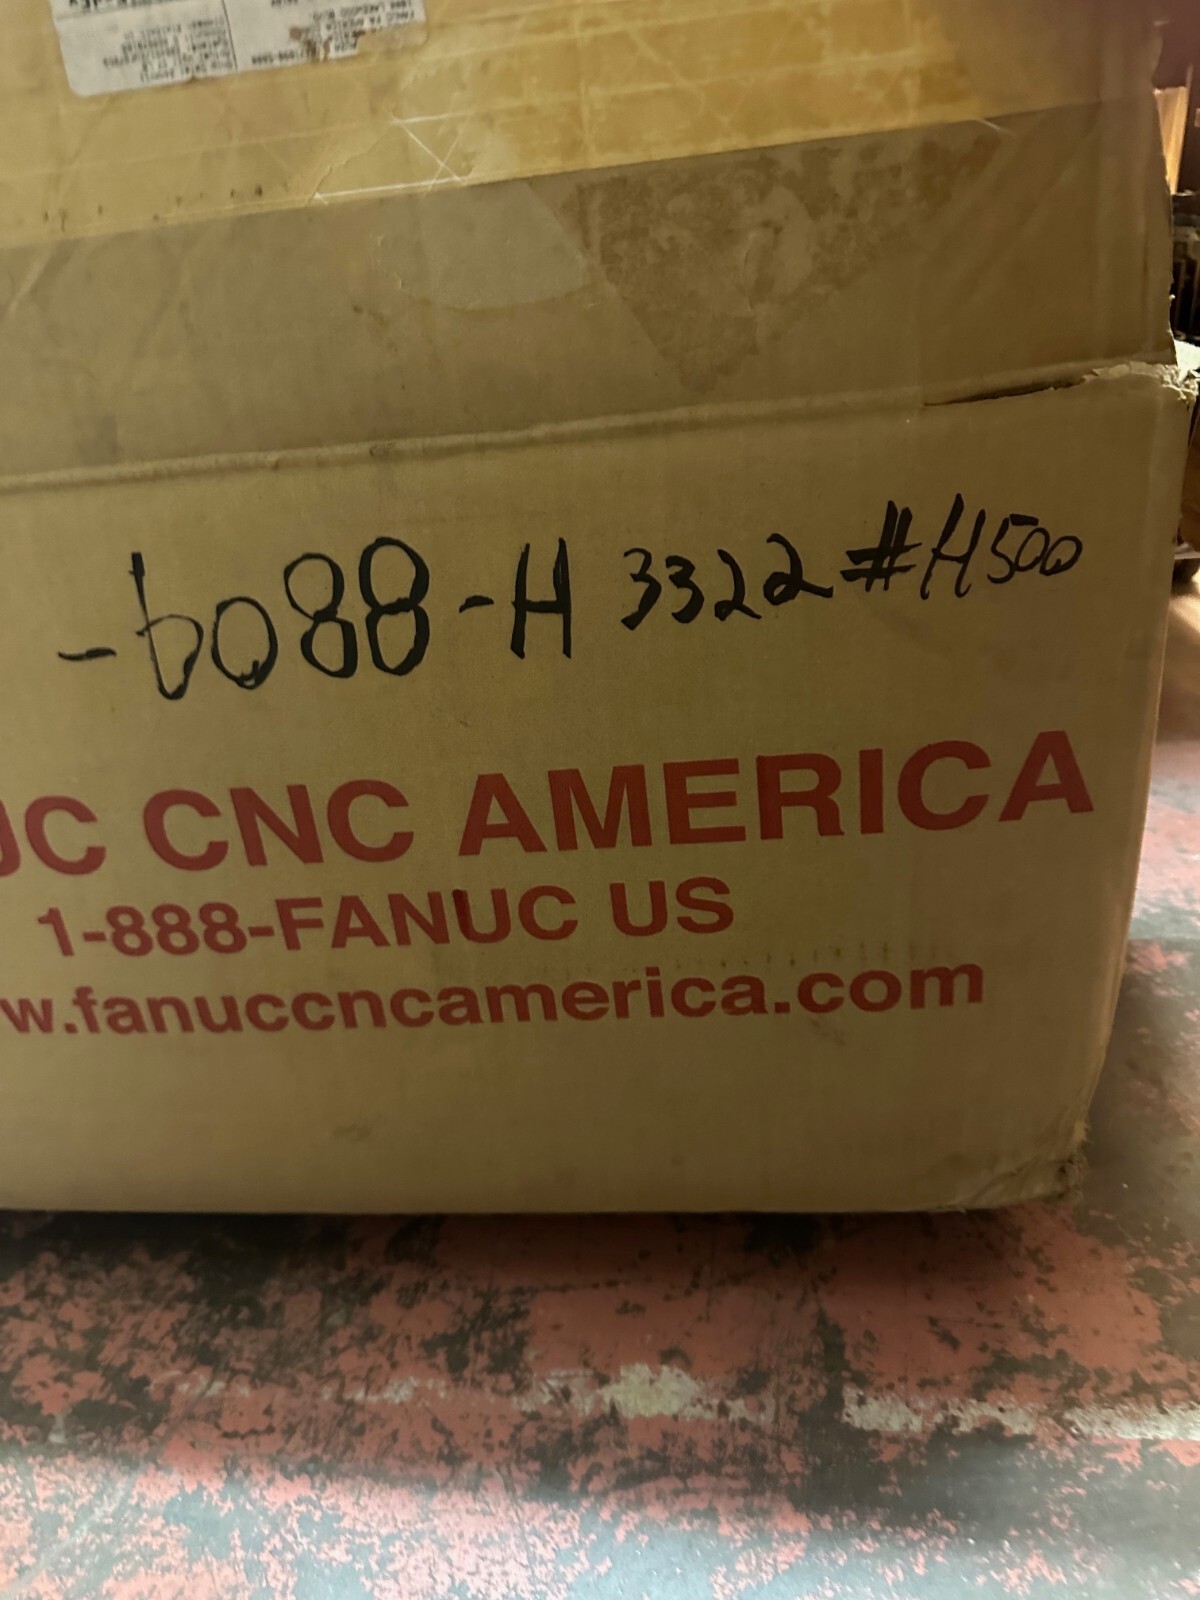 -6088-H 3322 #H500
UC CNC AMERICA
1-888-FANUC US
w.fanuccncamerica.com